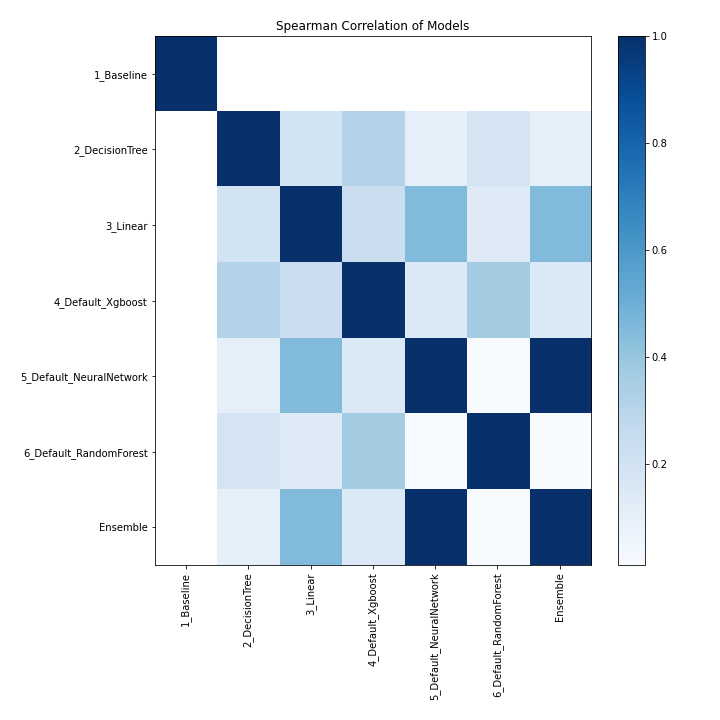 Spearman Correlation of Models
1_Baseline
2_DecisionTree
3_Linear
4_Default_Xgboost
5_Default_NeuralNetwork
6_Default_RandomForest
Ensemble
1_Baseline
2_DecisionTree
3_Linear
4_Default_Xgboost
5_Default_NeuralNetwork
6_Default_RandomForest
Ensemble
1.0
0.8
0.6
0.4
0.2